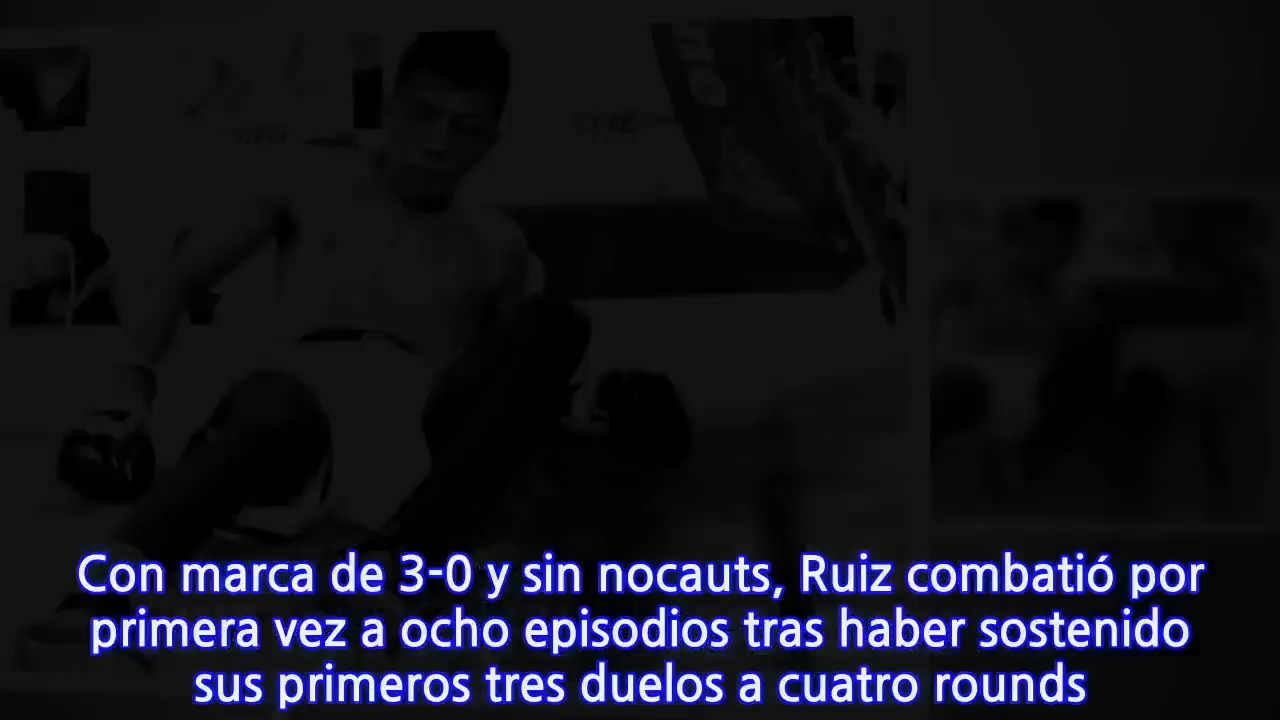 Con marca de 3-0 y sin nocauts, Ruiz combatió por
primera vez a ocho episodios tras haber sostenido
sus primeros tres duelos a cuatro rounds